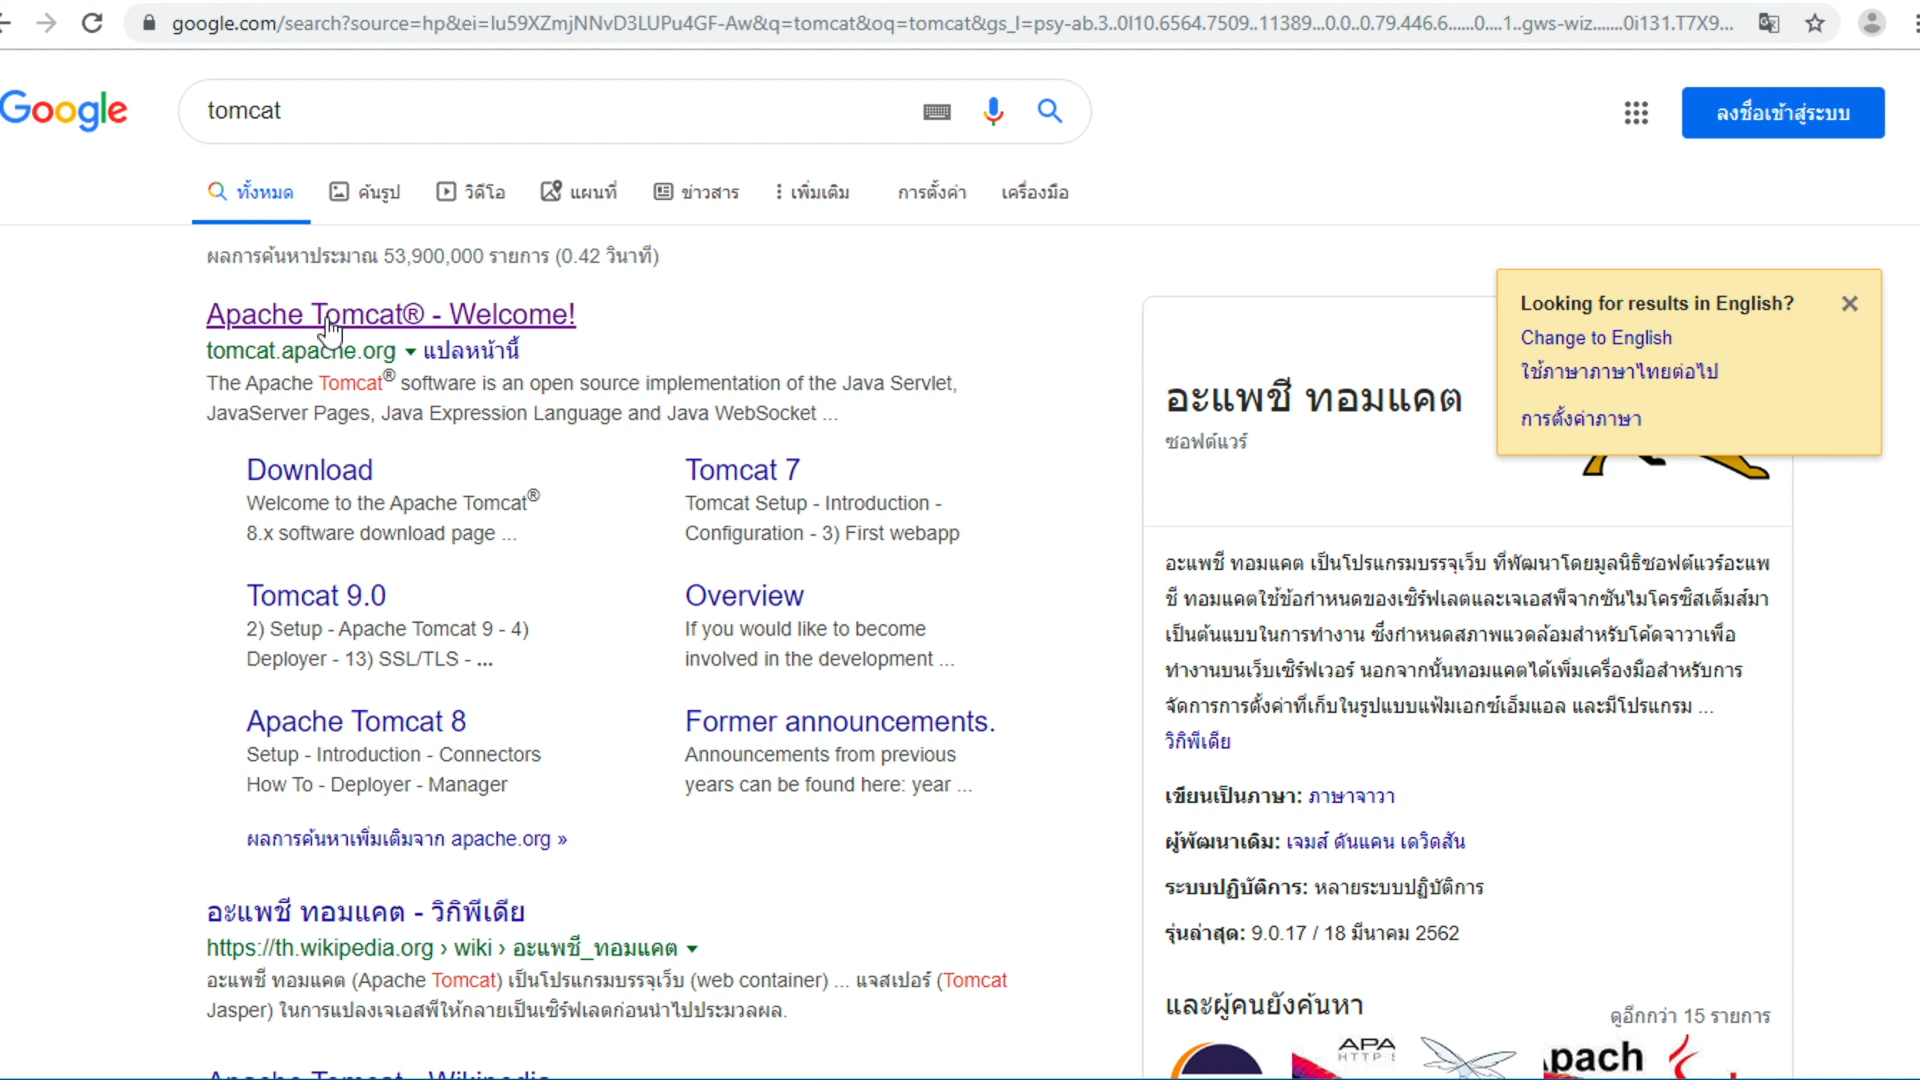 google.com/search?source=hp&ei=Iu59XZmjNNvD3LUPu4GF-Aw&q=tomcat&oq=tomcat&gs_l=psy-ab.3..0l10.6564.7509..11389...0.0..0.79.446.6......0....1..gws-wiz.......0i131.T7X9...
Google
tomcat
ลงชื่อเข้าสู่ระบบ
ทั้งหมด ค้นรูป วิดีโอ แผนที่ ข่าวสาร เพิ่มเติม การตั้งค่า เครื่องมือ
ผลการค้นหาประมาณ 53,900,000 รายการ (0.42 วินาที)
Apache Tomcat® - Welcome!
tomcat.apache.org แปลหน้านี้
The Apache Tomcat® software is an open source implementation of the Java Servlet,
JavaServer Pages, Java Expression Language and Java WebSocket ...
Download
Welcome to the Apache Tomcat®
8.x software download page ...
Tomcat 7
Tomcat Setup - Introduction -
Configuration - 3) First webapp
Tomcat 9.0
2) Setup - Apache Tomcat 9 - 4)
Deployer - 13) SSL/TLS - ...
Overview
If you would like to become
involved in the development ...
Apache Tomcat 8
Setup - Introduction - Connectors
How To - Deployer - Manager
Former announcements.
Announcements from previous
years can be found here: year ...
ผลการค้นหาเพิ่มเติมจาก apache.org »
อะแพชี ทอมแคต - วิกิพีเดีย
https://th.wikipedia.org › wiki › อะแพชี_ทอมแคต
อะแพชี ทอมแคต (Apache Tomcat) เป็นโปรแกรมบรรจุเว็บ (web container) ... แจสเปอร์ (Tomcat
Jasper) ในการแปลงเจเอสพีให้กลายเป็นเซิร์ฟเลตก่อนนำไปประมวลผล.
Apache Tomcat - Wikipedia
Looking for results in English?
Change to English
ใช้ภาษาภาษาไทยต่อไป
การตั้งค่าภาษา
อะแพชี ทอมแคต
ซอฟต์แวร์
อะแพชี ทอมแคต เป็นโปรแกรมบรรจุเว็บ ที่พัฒนาโดยมูลนิธิซอฟต์แวร์อะแพ
ชี ทอมแคตใช้ข้อกำหนดของเซิร์ฟเลตและเจเอสพีจากซันไมโครซิสเต็มส์มา
เป็นต้นแบบในการทำงาน ซึ่งกำหนดสภาพแวดล้อมสำหรับโค้ดจาวาเพื่อ
ทำงานบนเว็บเซิร์ฟเวอร์ นอกจากนั้นทอมแคตได้เพิ่มเครื่องมือสำหรับการ
จัดการการตั้งค่าที่เก็บในรูปแบบแฟ้มเอกซ์เอ็มแอล และมีโปรแกรม ...
วิกิพีเดีย
เขียนเป็นภาษา: ภาษาจาวา
ผู้พัฒนาเดิม: เจมส์ ดันแคน เดวิดสัน
ระบบปฏิบัติการ: หลายระบบปฏิบัติการ
รุ่นล่าสุด: 9.0.17 / 18 มีนาคม 2562
และผู้คนยังค้นหา
ดูอีกกว่า 15 รายการ